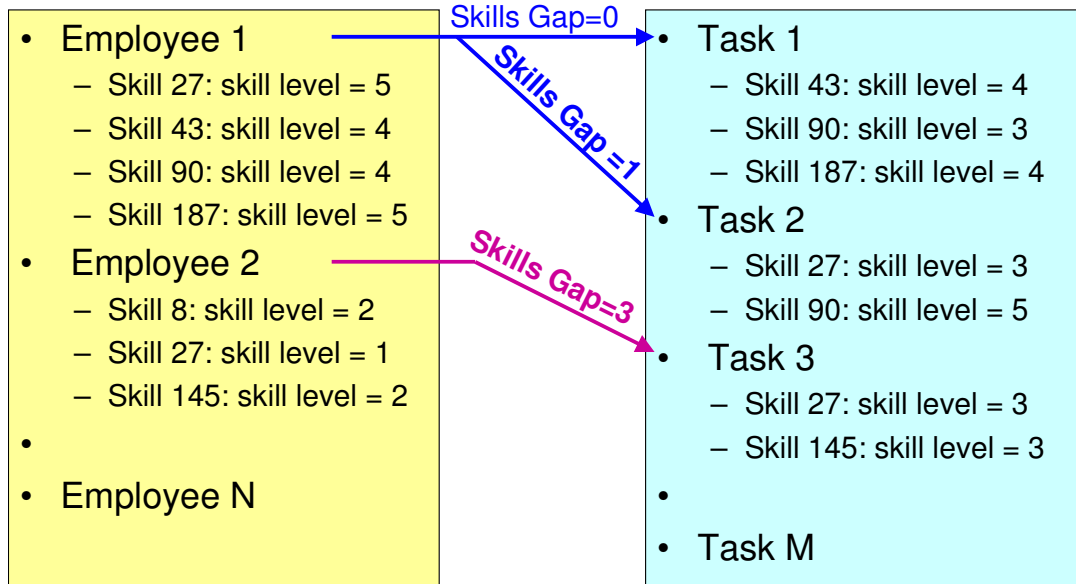 • Employee 1
– Skill 27: skill level = 5
– Skill 43: skill level = 4
– Skill 90: skill level = 4
– Skill 187: skill level = 5
• Employee 2
– Skill 8: skill level = 2
– Skill 27: skill level = 1
– Skill 145: skill level = 2
•
• Employee N
Skills Gap=0
Skills Gap =1
Skills Gap=3
• Task 1
– Skill 43: skill level = 4
– Skill 90: skill level = 3
– Skill 187: skill level = 4
• Task 2
– Skill 27: skill level = 3
– Skill 90: skill level = 5
• Task 3
– Skill 27: skill level = 3
– Skill 145: skill level = 3
•
• Task M